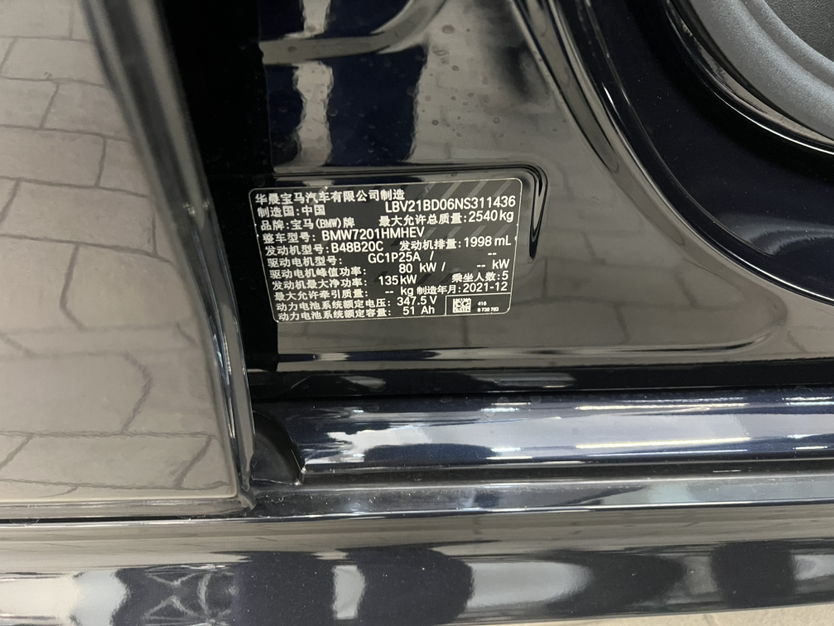 华晨宝马汽车有限公司制造
制造国:中国 LBV21BD06NS311436
品牌:宝马(BMW)牌 最大允许总质量:2540kg
整车型号:BMW7201HMHEV
发动机型号:B48B20C 发动机排量:1998 mL
驱动电机型号: GC1P25A / --
驱动电机峰值功率: 80 kW / -- kW
发动机最大净功率: 135kW 乘坐人数:5
最大允许牵引质量: -- kg 制造年月:2021-12
动力电池系统额定电压: 347.5 V
动力电池系统额定容量: 51 Ah